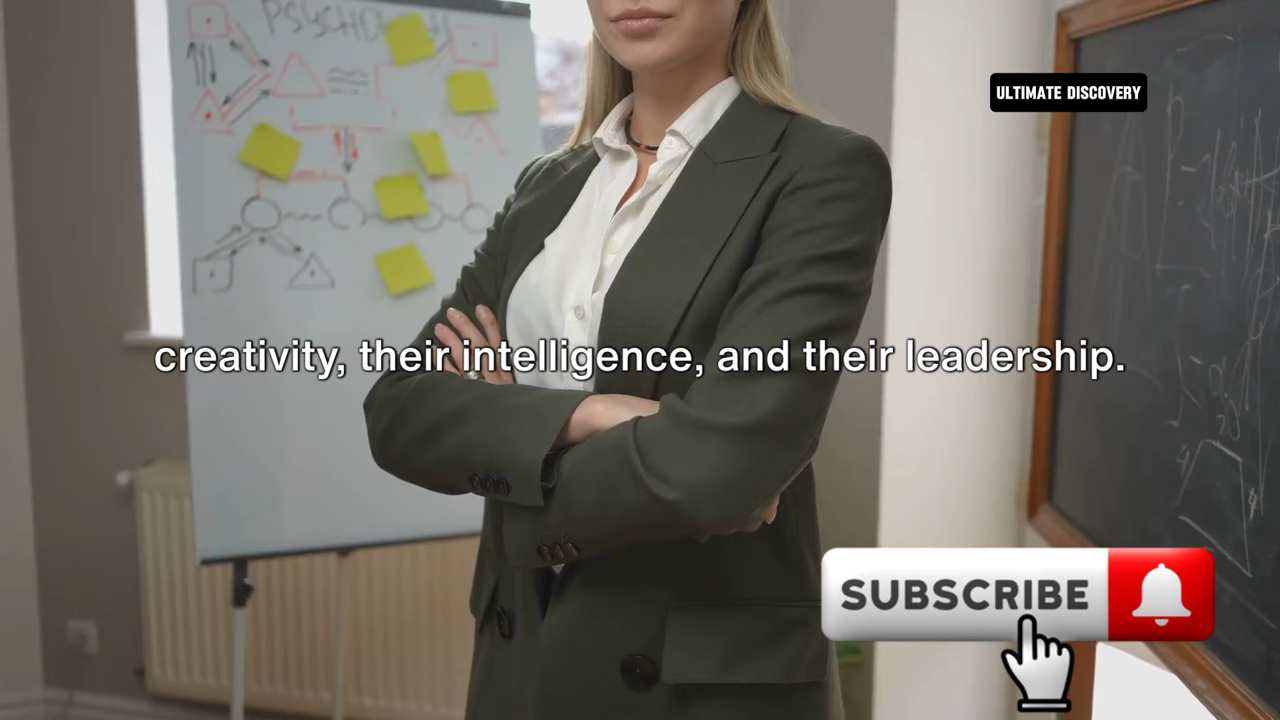 ULTIMATE DISCOVERY
creativity, their intelligence, and their leadership.
SUBSCRIBE